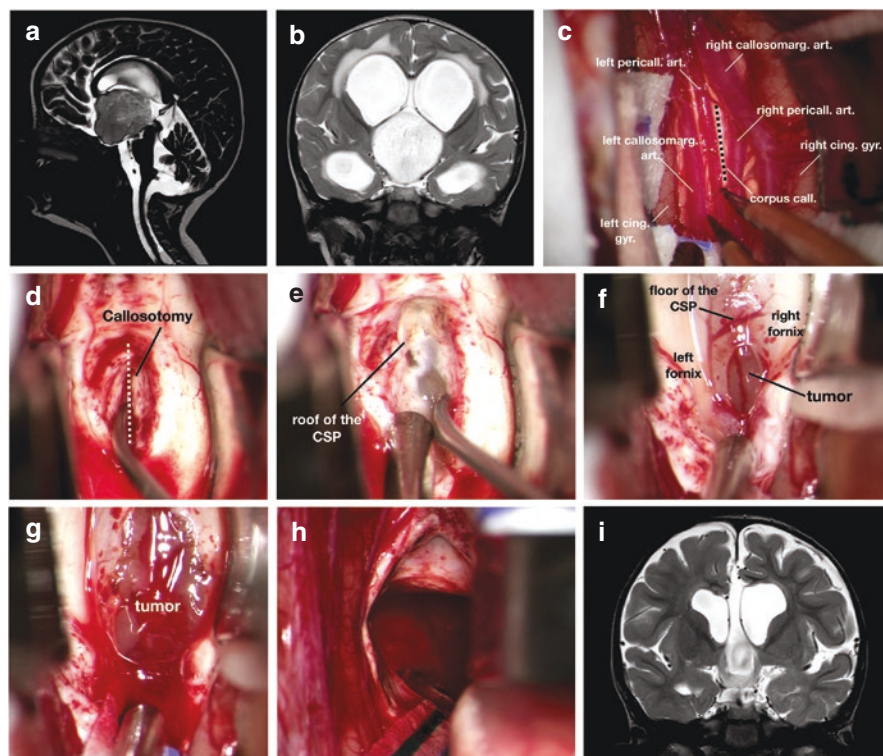 a
b
c
right callosomarg. art.
left pericall. art.
right pericall. art.
left callosomarg.
art.
right cing. gyr.
corpus call.
left cing.
gyr.
d
Callosotomy
e
roof of the
CSP
f
floor of the
CSP
right
fornix
left
fornix
tumor
g
tumor
h
i